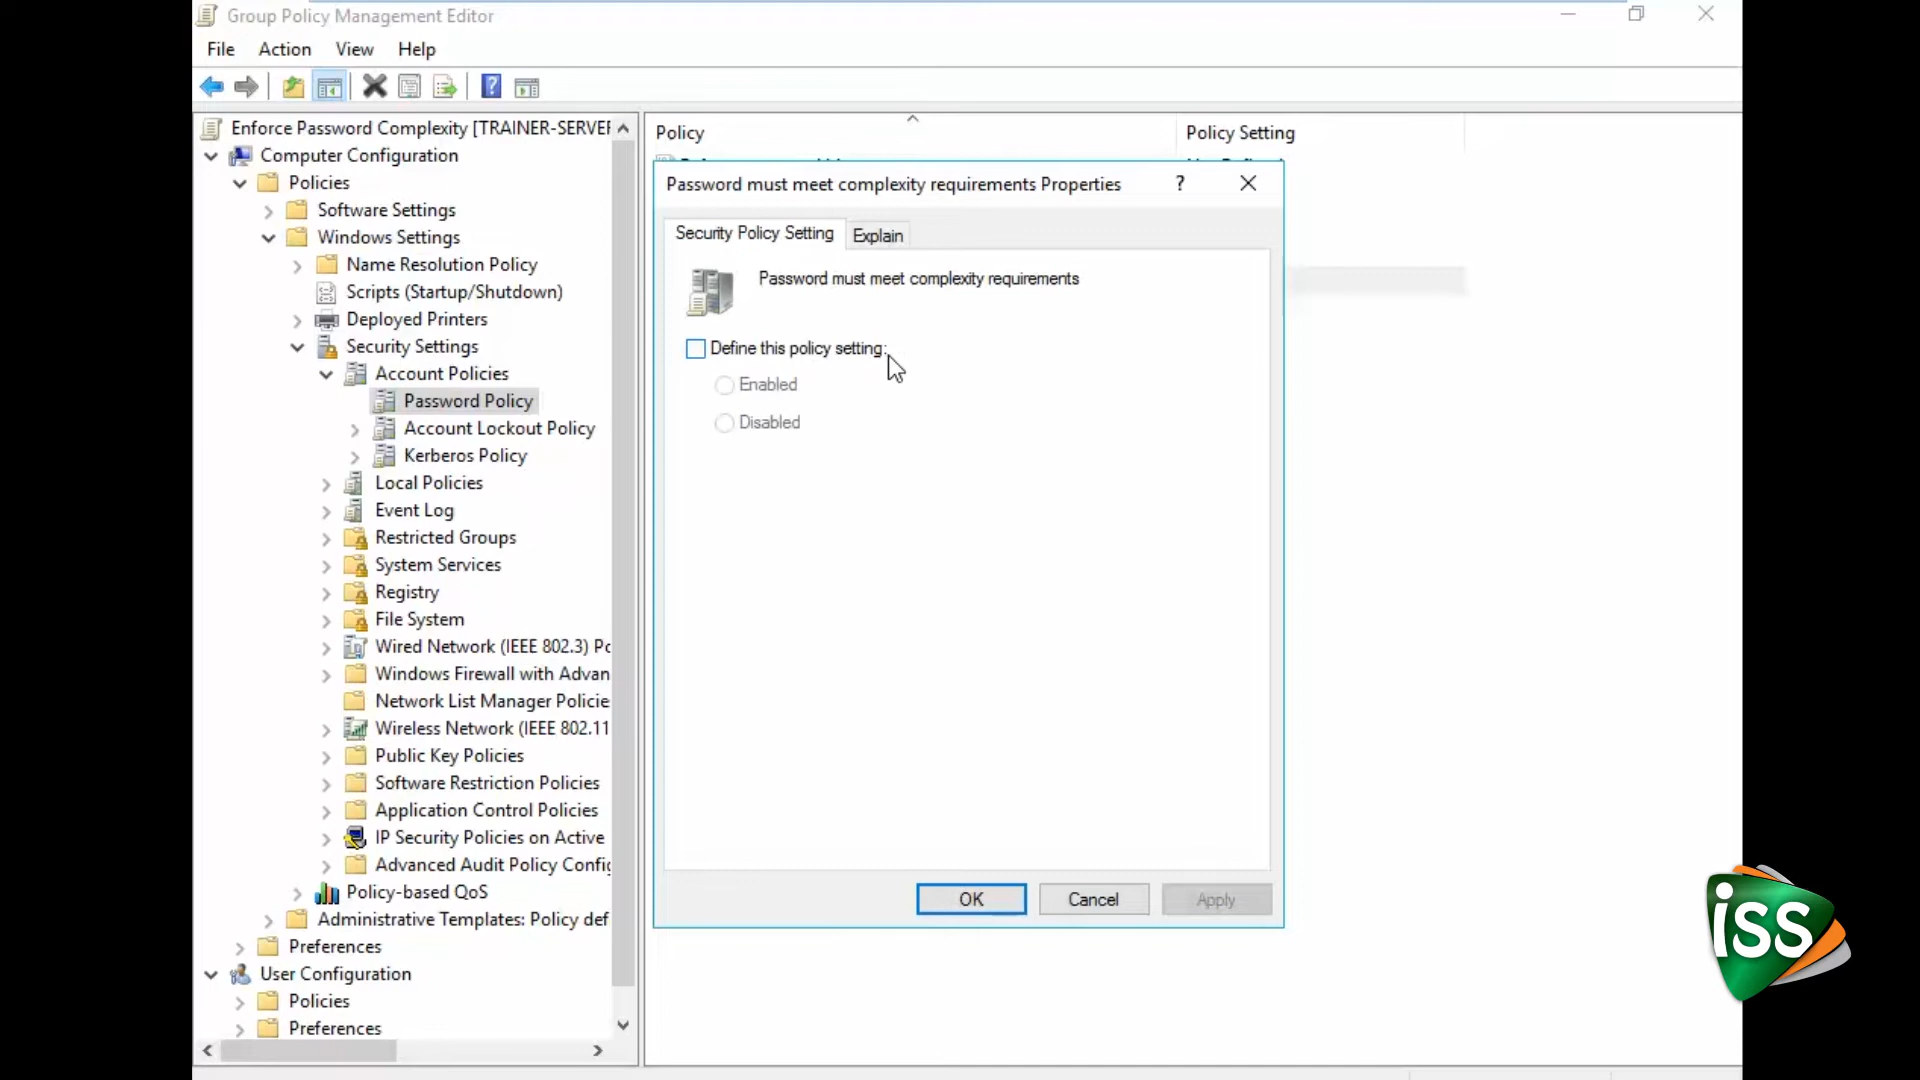 Group Policy Management Editor
File Action View Help
Enforce Password Complexity [TRAINER-SERVER
Computer Configuration
Policies
Software Settings
Windows Settings
Name Resolution Policy
Scripts (Startup/Shutdown)
Deployed Printers
Security Settings
Account Policies
Password Policy
Account Lockout Policy
Kerberos Policy
Local Policies
Event Log
Restricted Groups
System Services
Registry
File System
Wired Network (IEEE 802.3) Po
Windows Firewall with Advan
Network List Manager Policie
Wireless Network (IEEE 802.11
Public Key Policies
Software Restriction Policies
Application Control Policies
IP Security Policies on Active
Advanced Audit Policy Config
Policy-based QoS
Administrative Templates: Policy def
Preferences
User Configuration
Policies
Preferences
Policy Policy Setting
Password must meet complexity requirements Properties ?
Security Policy Setting Explain
Password must meet complexity requirements
Define this policy setting:
Enabled
Disabled
OK Cancel Apply
iSS